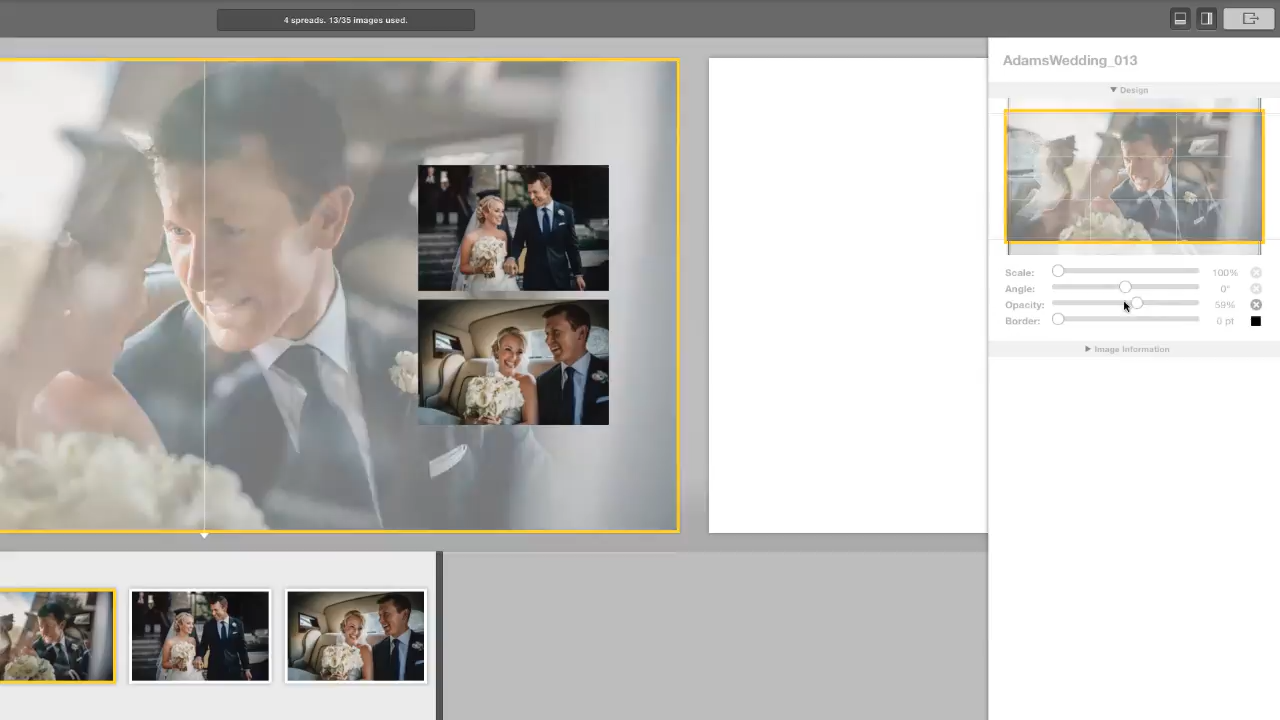 4 spreads. 13/35 images used.
AdamsWedding_013
Design
Scale: 100%
Angle: 0°
Opacity: 59%
Border: 0 pt
Image Information